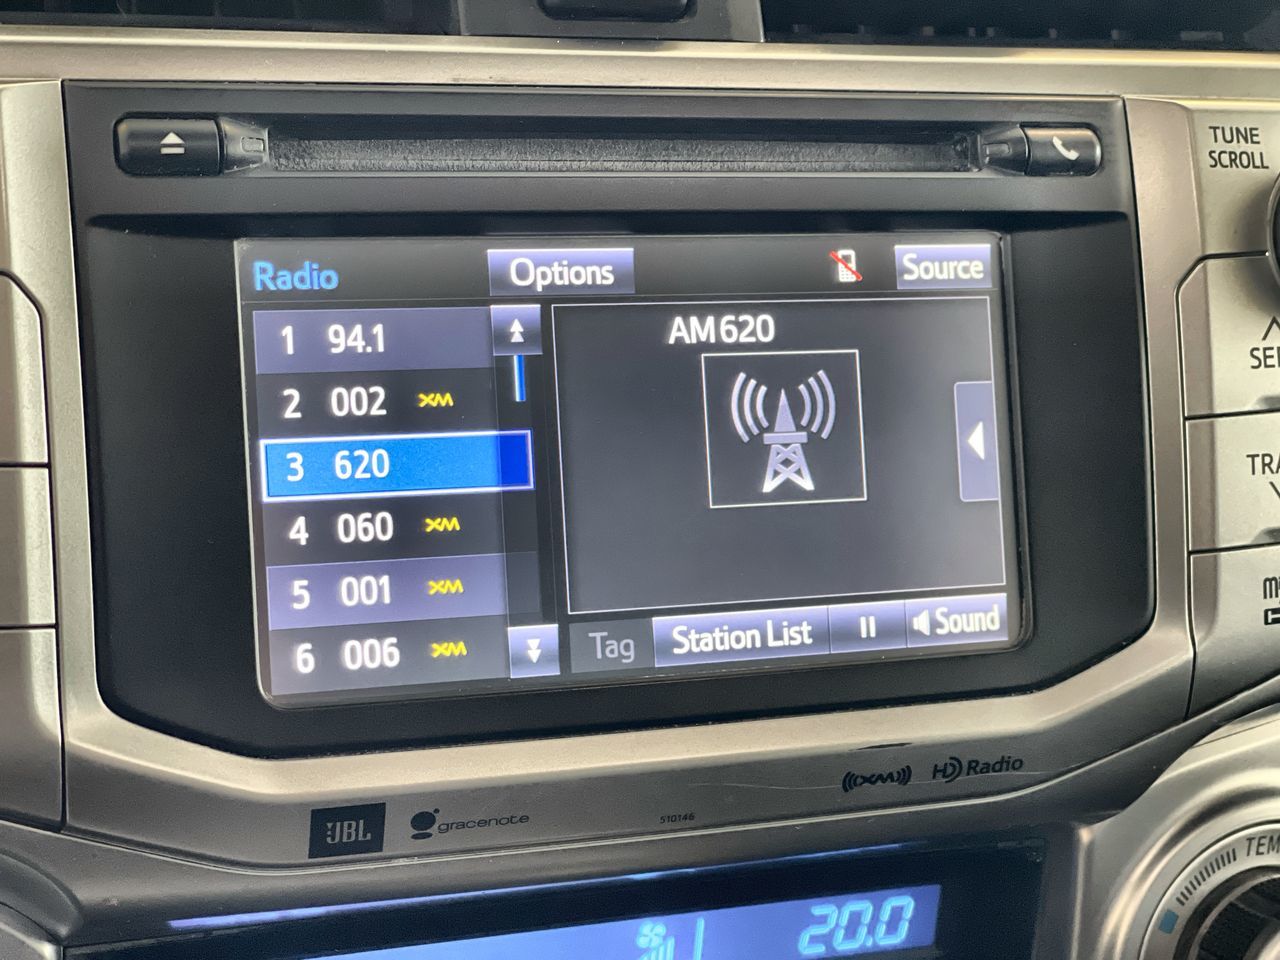 TUNE
SCROLL
Radio
Options
Source
1 94.1
2 002 XM
3 620
4 060 XM
5 001 XM
6 006 XM
AM620
Tag
Station List
Sound
JBL
gracenote
510146
((XM))
HD Radio
20.0